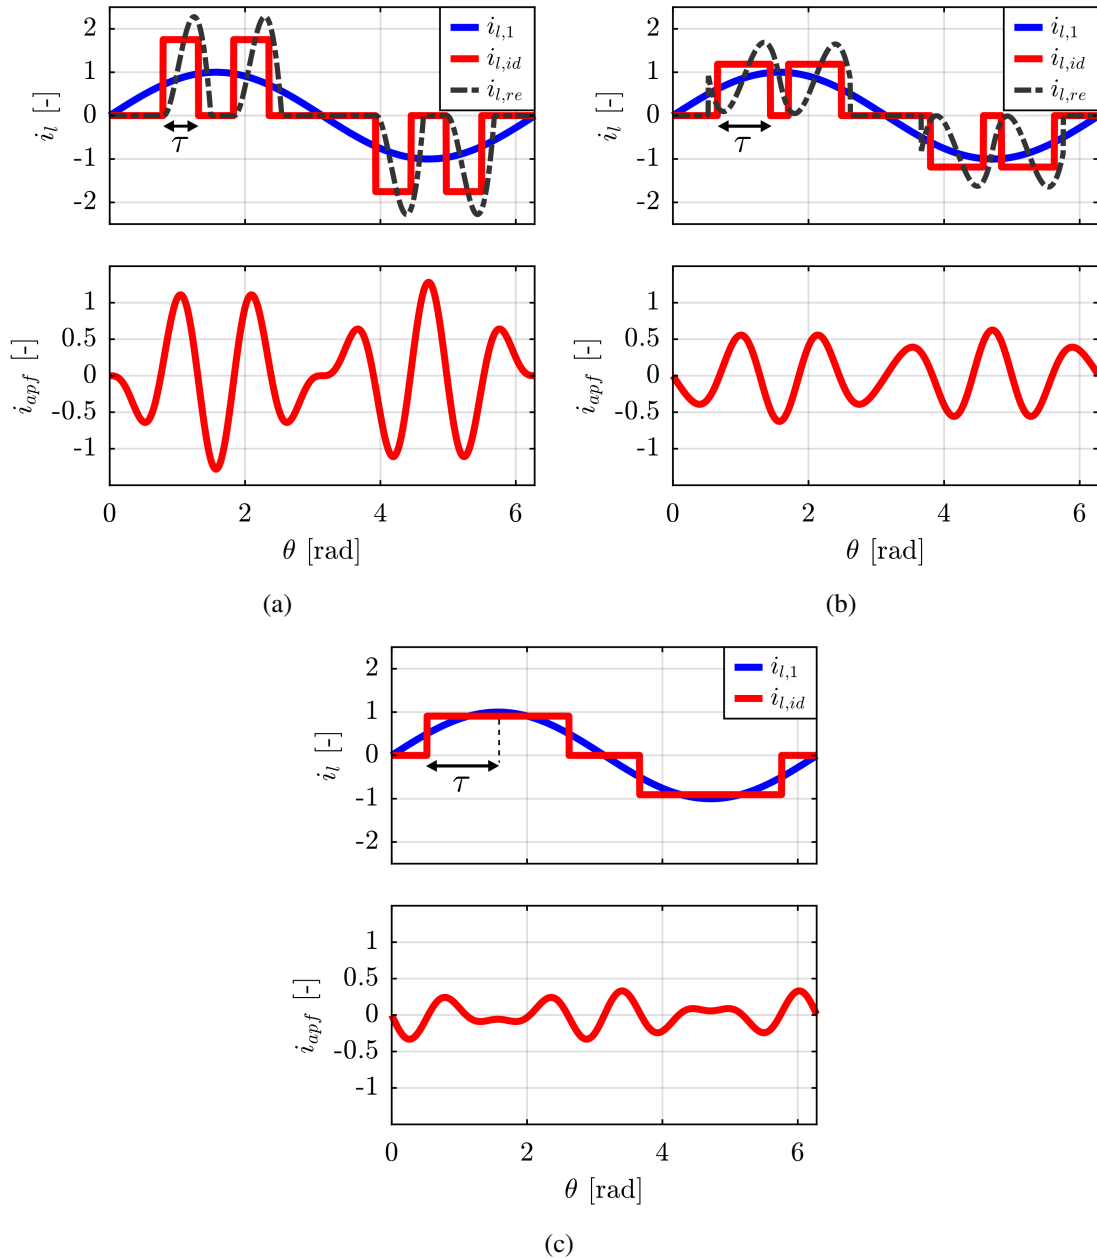 2
1
0
-1
-2
i_l [-]
i_{l,1}
i_{l,id}
i_{l,re}
τ
2
1
0
-1
-2
i_l [-]
i_{l,1}
i_{l,id}
i_{l,re}
τ
1
0.5
0
-0.5
-1
i_{apf} [-]
0 2 4 6
θ [rad]
(a)
1
0.5
0
-0.5
-1
i_{apf} [-]
0 2 4 6
θ [rad]
(b)
2
1
0
-1
-2
i_l [-]
i_{l,1}
i_{l,id}
τ
1
0.5
0
-0.5
-1
i_{apf} [-]
0 2 4 6
θ [rad]
(c)